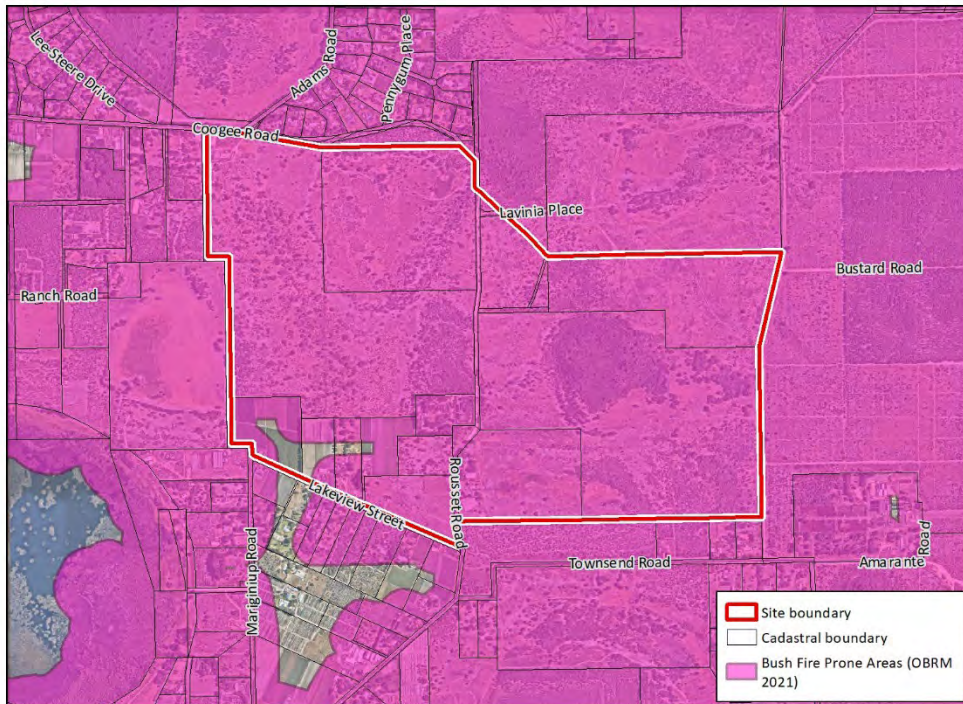 Lee Steere Drive
Adams Road
Pennygum Place
Coogee Road
Lavinia Place
Ranch Road
Bustard Road
Lakeview Street
Rousset Road
Mariginiup Road
Townsend Road
Amarante
Road
Site boundary
Cadastral boundary
Bush Fire Prone Areas (OBRM
2021)